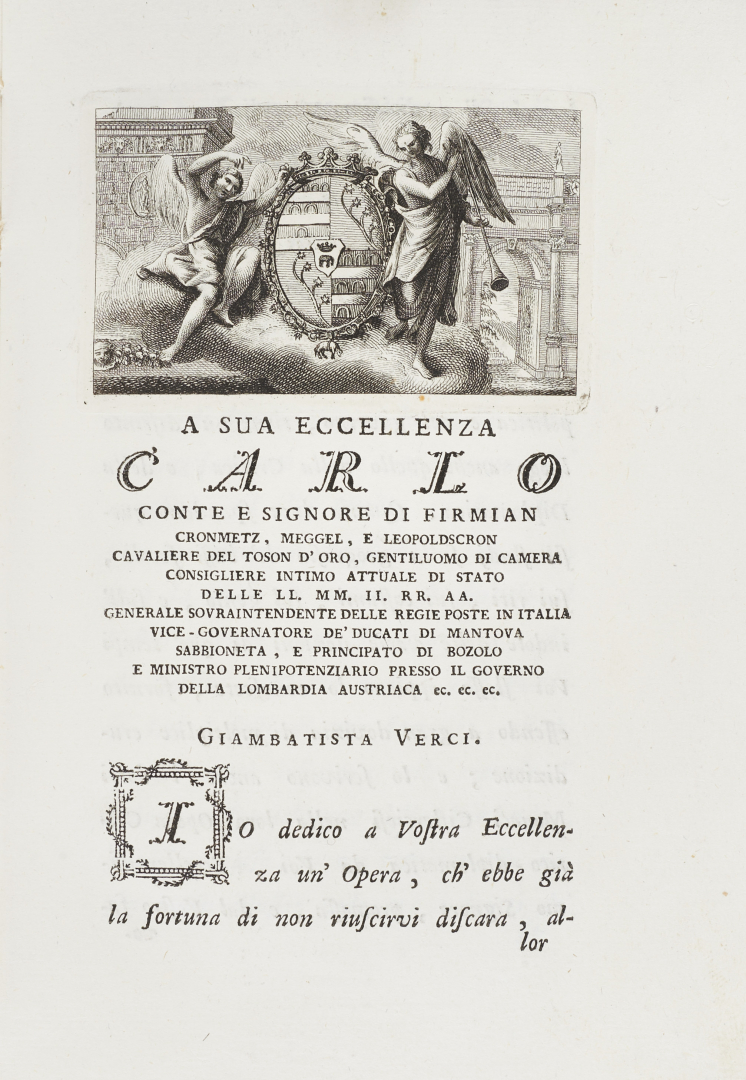 A SUA ECCELLENZA
CARLO
CONTE E SIGNORE DI FIRMIAN
CRONMETZ, MEGGEL, E LEOPOLDSCRON
CAVALIERE DEL TOSON D' ORO, GENTILUOMO DI CAMERA
CONSIGLIERE INTIMO ATTUALE DI STATO
DELLE LL. MM. II. RR. AA.
GENERALE SOVRAINTENDENTE DELLE REGIE POSTE IN ITALIA
VICE-GOVERNATORE DE' DUCATI DI MANTOVA
SABBIONETA, E PRINCIPATO DI BOZOLO
E MINISTRO PLENIPOTENZIARIO PRESSO IL GOVERNO
DELLA LOMBARDIA AUSTRIACA ec. ec. ec.
GIAMBATISTA VERCI.
IO dedico a Voſtra Eccellen-
za un' Opera, ch' ebbe già
la fortuna di non riuſcirvi diſcara, al-
lor